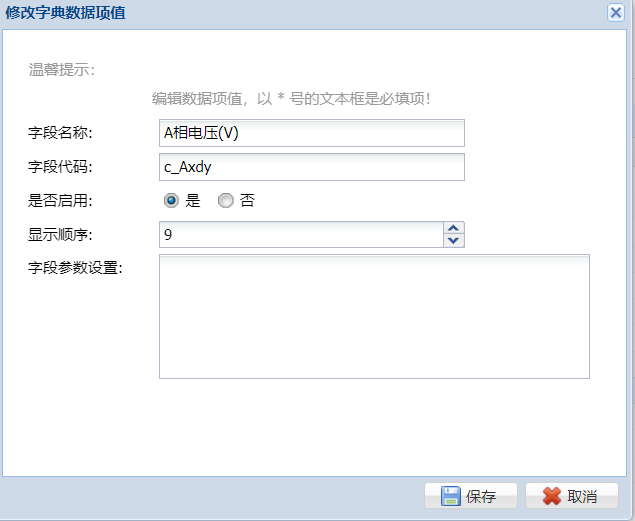 修改字典数据项值
温馨提示:
编辑数据项值，以 * 号的文本框是必填项！
字段名称: A相电压(V)
字段代码: c_Axdy
是否启用: 是 否
显示顺序: 9
字段参数设置:
保存 取消